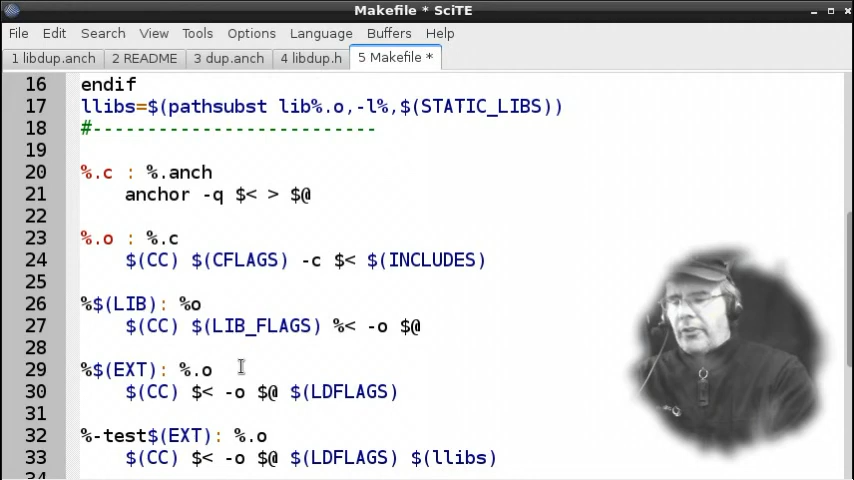 Makefile * SciTE
File Edit Search View Tools Options Language Buffers Help
1 libdup.anch 2 README 3 dup.anch 4 libdup.h 5 Makefile *
16 endif
17 llibs=$(pathsubst lib%.o,-l%,$(STATIC_LIBS))
18 #---------------------------
19
20 %.c : %.anch
21 anchor -q $< > $@
22
23 %.o : %.c
24 $(CC) $(CFLAGS) -c $< $(INCLUDES)
25
26 %$(LIB): %o
27 $(CC) $(LIB_FLAGS) %< -o $@
28
29 %$(EXT): %.o
30 $(CC) $< -o $@ $(LDFLAGS)
31
32 %-test$(EXT): %.o
33 $(CC) $< -o $@ $(LDFLAGS) $(llibs)